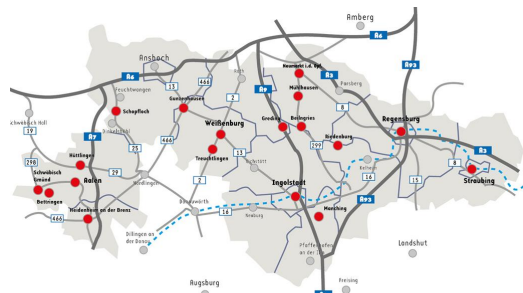 Amberg
A6
Ansbach
A6
466
Roth
A9
Neumarkt i.d. Opf.
A3
A93
13
Feuchtwangen
Mühlhausen
Parsberg
Gunzenhausen
2
8
Schopfloch
Schwäbisch Hall
Dinkelsbühl
Weißenburg
Greding
Beilngries
Regensburg
19
A7
25
466
299
Riedenburg
A3
298
Hüttlingen
Treuchtlingen
13
Eichstätt
Kelheim
8
Schwäbisch
Gmünd
Aalen
29
Nördlingen
2
16
15
Straubing
Bettringen
Ingolstadt
Donauwörth
16
Neuburg
A93
466
Heidenheim an der Brenz
Manching
Dillingen an
der Donau
Pfaffenhofen
an der Ilm
Landshut
Augsburg
Freising